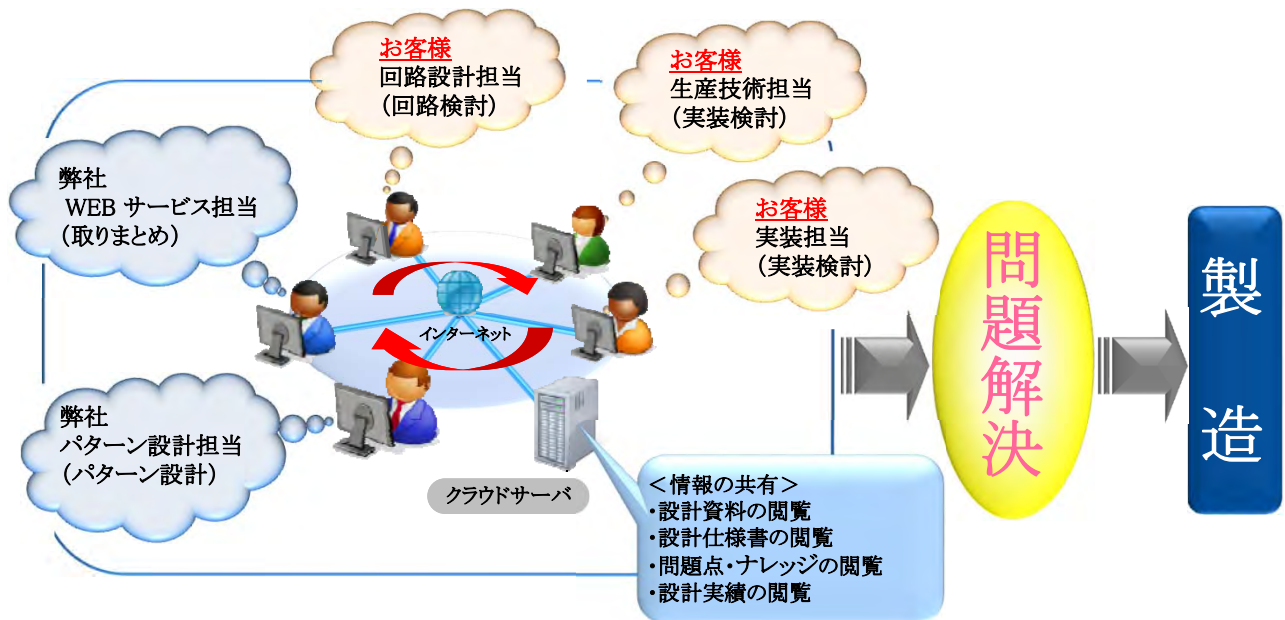 お客様
回路設計担当
(回路検討)
お客様
生産技術担当
(実装検討)
お客様
実装担当
(実装検討)
弊社
WEB サービス担当
(取りまとめ)
弊社
パターン設計担当
(パターン設計)
インターネット
クラウドサーバ
＜情報の共有＞
・設計資料の閲覧
・設計仕様書の閲覧
・問題点・ナレッジの閲覧
・設計実績の閲覧
問題解決
製造